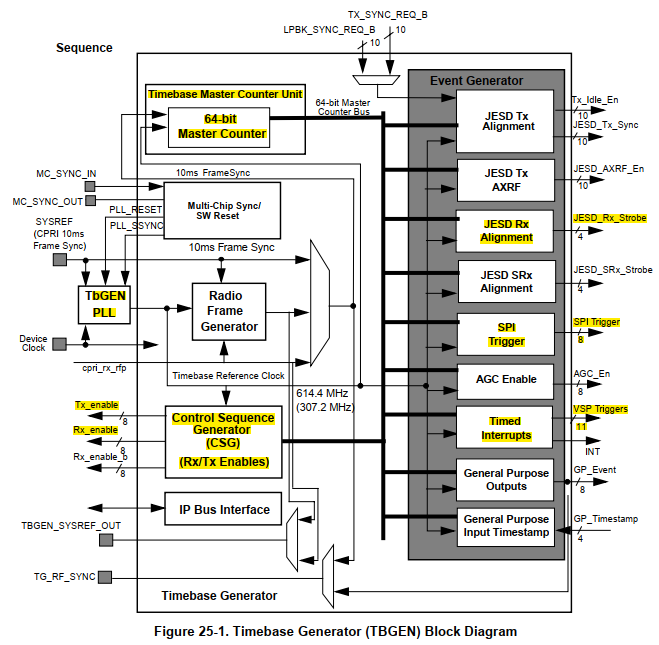 TX_SYNC_REQ_B
LPBK_SYNC_REQ_B
10
10
Sequence
Timebase Master Counter Unit
64-bit
Master Counter
64-bit Master
Counter Bus
Event Generator
JESD Tx
Alignment
Tx_Idle_En
10
JESD_Tx_Sync
10
10ms FrameSync
MC_SYNC_IN
MC_SYNC_OUT
Multi-Chip Sync/
SW Reset
JESD Tx
AXRF
JESD_AXRF_En
10
PLL_RESET
PLL_SSYNC
SYSREF
(CPRI 10ms
Frame Sync)
10ms Frame Sync
JESD Rx
Alignment
JESD_Rx_Strobe
4
TbGEN
PLL
Radio
Frame
Generator
JESD SRx
Alignment
JESD_SRx_Strobe
4
Device
Clock
SPI
Trigger
SPI Trigger
8
cpri_rx_rfp
Timebase Reference Clock
614.4 MHz
(307.2 MHz)
AGC Enable
AGC_En
8
Tx_enable
8
Rx_enable
8
Rx_enable_b
8
Control Sequence
Generator
(CSG)
(Rx/Tx Enables)
Timed
Interrupts
VSP Triggers
11
INT
General Purpose
Outputs
GP_Event
8
IP Bus Interface
TBGEN_SYSREF_OUT
General Purpose
Input Timestamp
GP_Timestamp
4
TG_RF_SYNC
Timebase Generator
Figure 25-1. Timebase Generator (TBGEN) Block Diagram